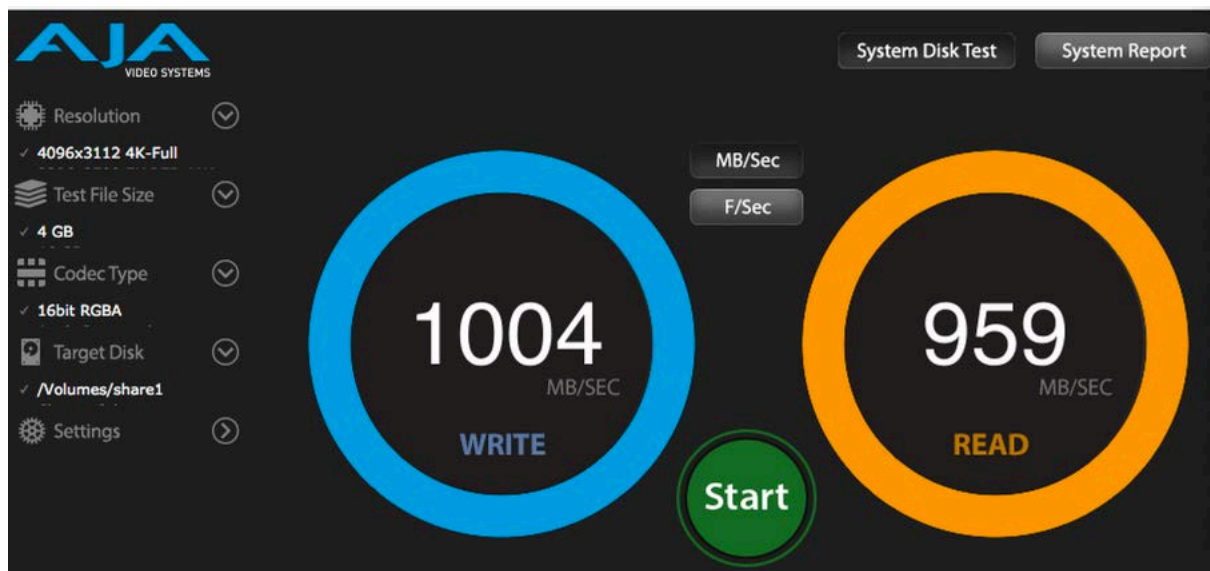 AJA
VIDEO SYSTEMS
System Disk Test
System Report
Resolution
✓ 4096x3112 4K-Full
Test File Size
✓ 4 GB
Codec Type
✓ 16bit RGBA
Target Disk
✓ /Volumes/share1
Settings
MB/Sec
F/Sec
1004
MB/SEC
WRITE
959
MB/SEC
READ
Start